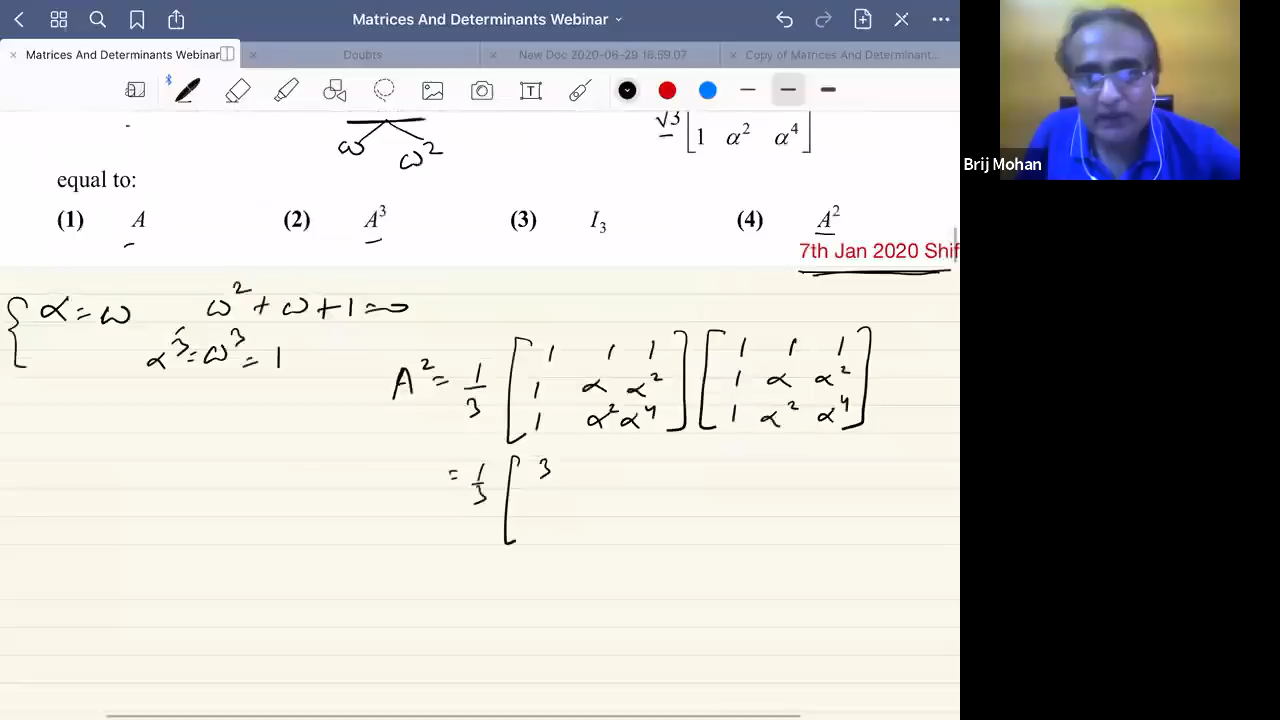 Matrices And Determinants Webinar
Matrices And Determinants Webinar
Doubts
New Doc 2020-06-29 16.59.07
Copy of Matrices And Determinant...
T
ω ω²
√3 [1 α² α⁴]
Brij Mohan
equal to:
(1) A (2) A³ (3) I₃ (4) A²
7th Jan 2020 Shif
{ α = ω ω² + ω + 1 = 0
α³ = ω³ = 1
A² = 1/3 [1 1 1 [1 1 1
1 α α² 1 α α²
1 α² α⁴] 1 α² α⁴]
= 1/3 [ 3